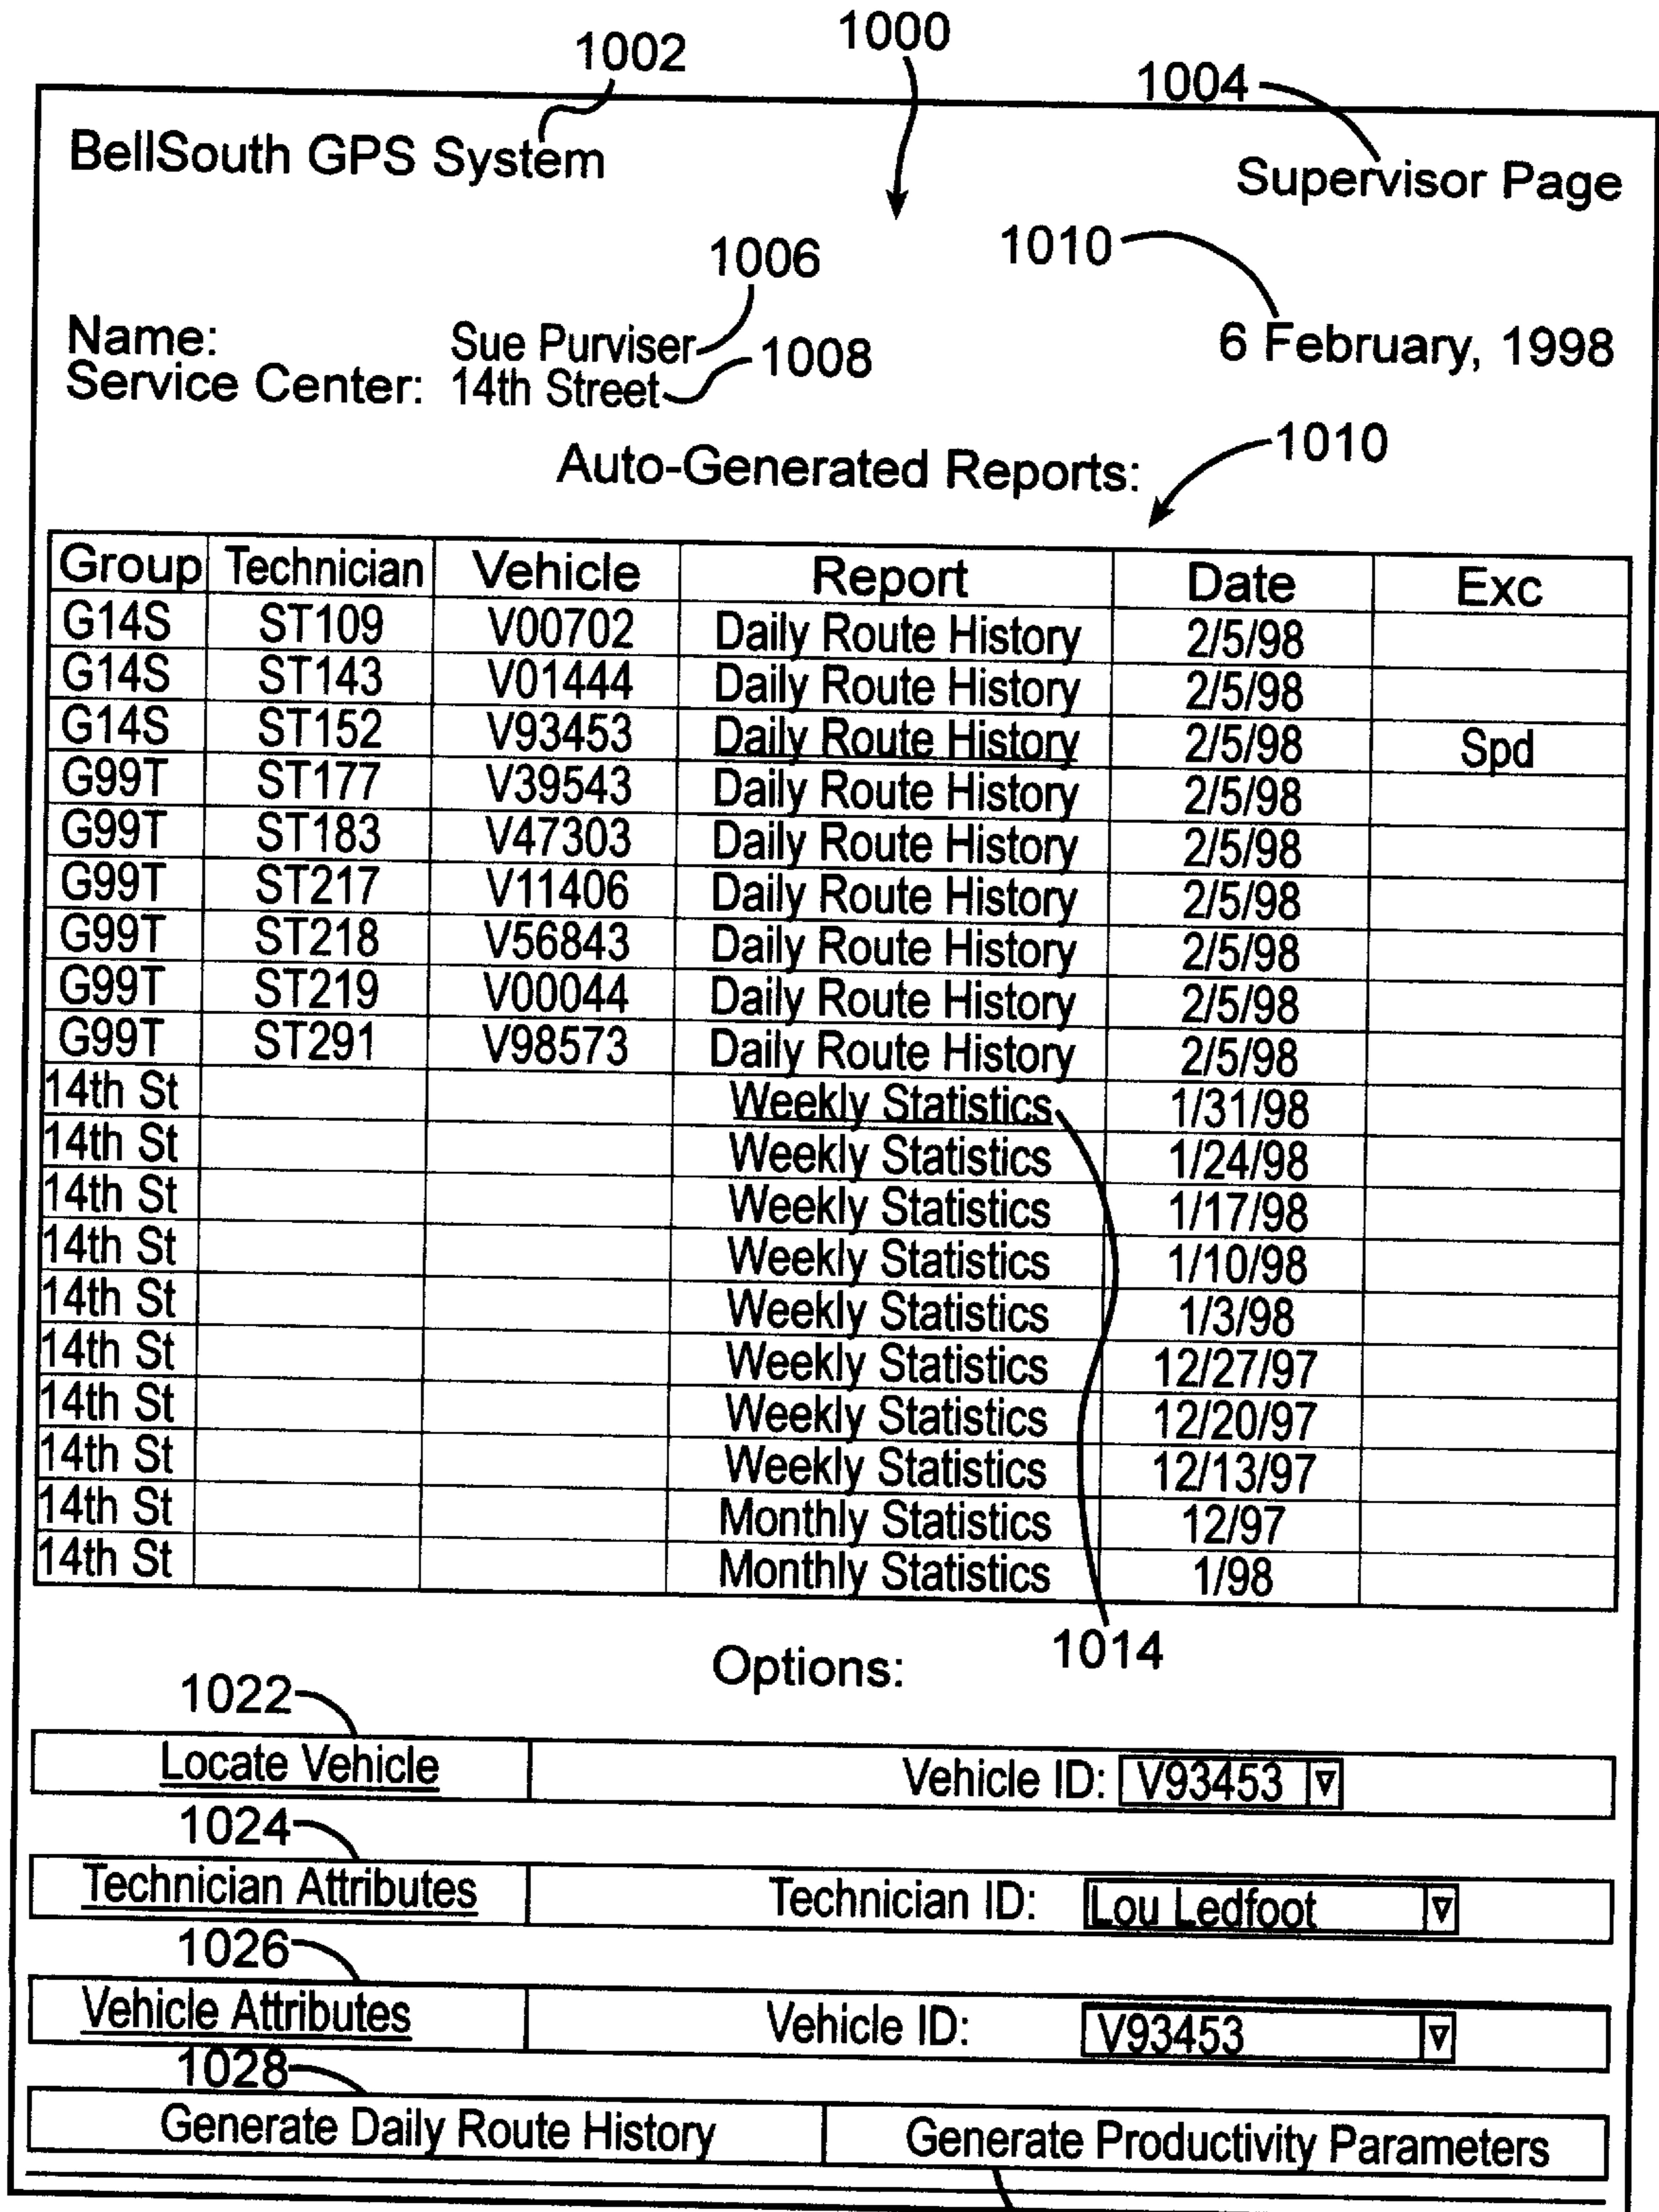 1002 1000 1004
BellSouth GPS System Supervisor Page
1006 1010
Name: Sue Purviser 6 February, 1998
Service Center: 14th Street 1008
Auto-Generated Reports: 1010
Group Technician Vehicle Report Date Exc
G14S ST109 V00702 Daily Route History 2/5/98
G14S ST143 V01444 Daily Route History 2/5/98
G14S ST152 V93453 Daily Route History 2/5/98 Spd
G99T ST177 V39543 Daily Route History 2/5/98
G99T ST183 V47303 Daily Route History 2/5/98
G99T ST217 V11406 Daily Route History 2/5/98
G99T ST218 V56843 Daily Route History 2/5/98
G99T ST219 V00044 Daily Route History 2/5/98
G99T ST291 V98573 Daily Route History 2/5/98
14th St Weekly Statistics 1/31/98
14th St Weekly Statistics 1/24/98
14th St Weekly Statistics 1/17/98
14th St Weekly Statistics 1/10/98
14th St Weekly Statistics 1/3/98
14th St Weekly Statistics 12/27/97
14th St Weekly Statistics 12/20/97
14th St Weekly Statistics 12/13/97
14th St Monthly Statistics 12/97
14th St Monthly Statistics 1/98
Options: 1014
1022
Locate Vehicle Vehicle ID: V93453
1024
Technician Attributes Technician ID: Lou Ledfoot
1026
Vehicle Attributes Vehicle ID: V93453
1028
Generate Daily Route History Generate Productivity Parameters